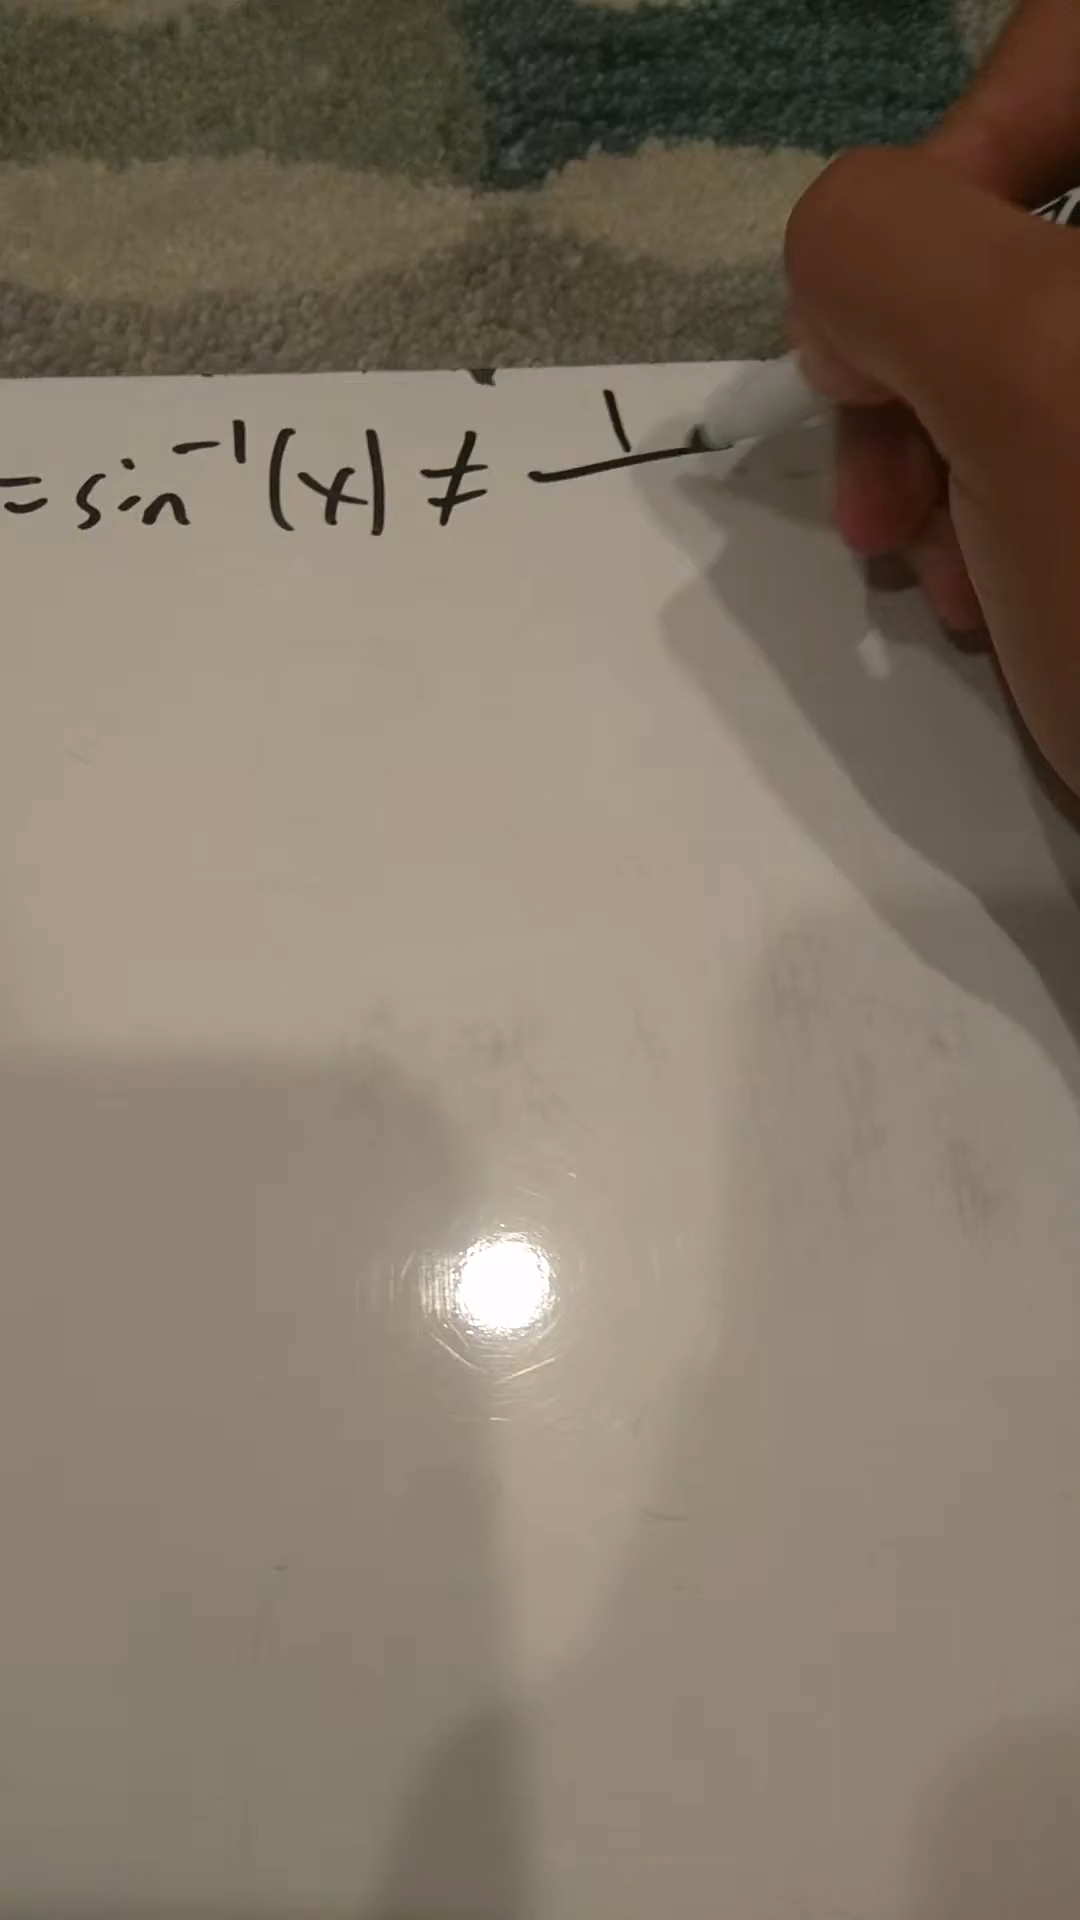 = sin⁻¹(x) ≠ 1/